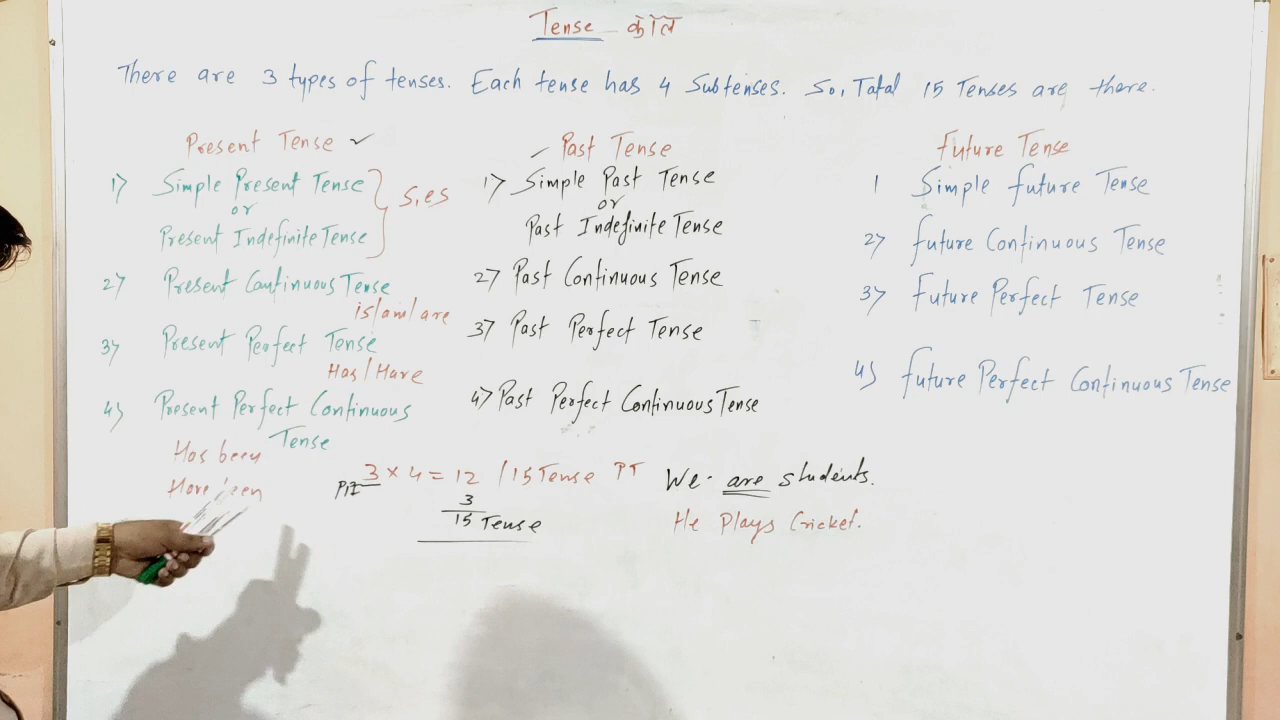 Tense काल
There are 3 types of tenses. Each tense has 4 Subtenses. So, Total 15 Tenses are there.
Present Tense ✓
1) Simple Present Tense
or
Present Indefinite Tense
S, es
2) Present Continuous Tense
is/am/are
3) Present Perfect Tense
Has/Have
4) Present Perfect Continuous
Tense
Has been
Have been
Past Tense
1) Simple Past Tense
or
Past Indefinite Tense
2) Past Continuous Tense
3) Past Perfect Tense
4) Past Perfect Continuous Tense
Future Tense
1 Simple future Tense
2) future Continuous Tense
3) Future Perfect Tense
4) future Perfect Continuous Tense
3 × 4 = 12 / 15 Tense PT
3
15 Tense
We are students.
He Plays Cricket.